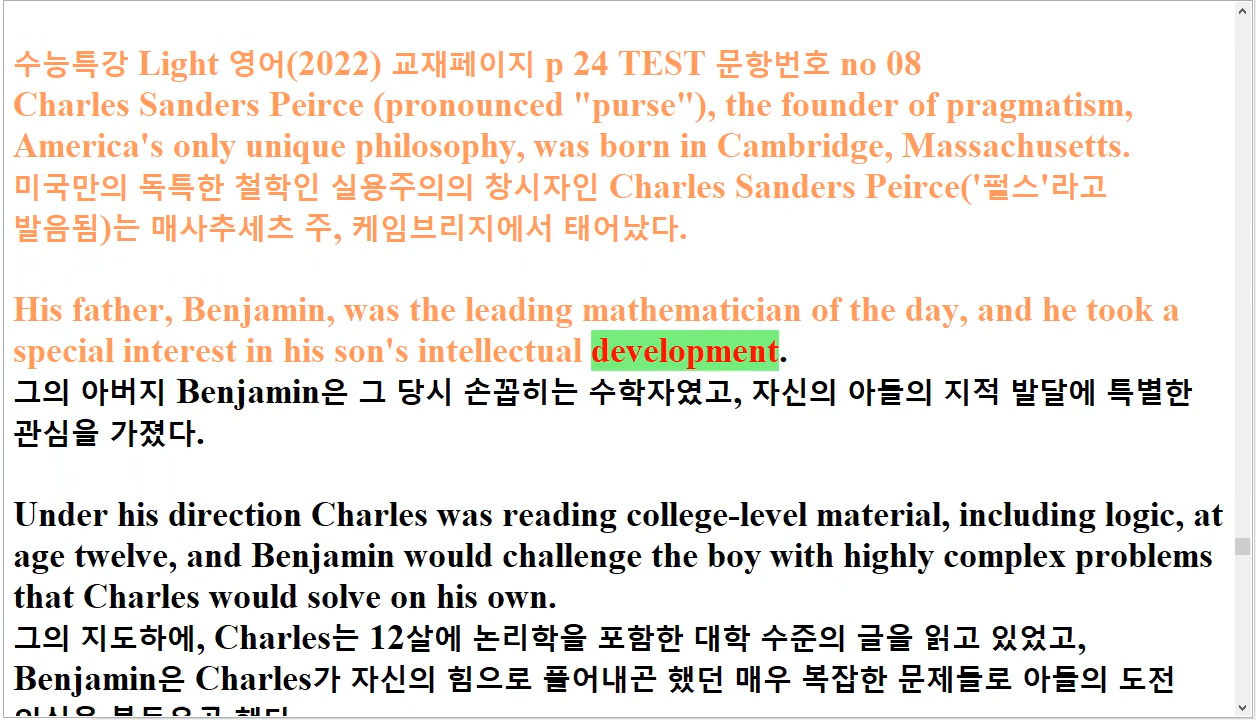 수능특강 Light 영어(2022) 교재페이지 p 24 TEST 문항번호 no 08
Charles Sanders Peirce (pronounced "purse"), the founder of pragmatism,
America's only unique philosophy, was born in Cambridge, Massachusetts.
미국만의 독특한 철학인 실용주의의 창시자인 Charles Sanders Peirce('펄스'라고
발음됨)는 매사추세츠 주, 케임브리지에서 태어났다.
His father, Benjamin, was the leading mathematician of the day, and he took a
special interest in his son's intellectual development.
그의 아버지 Benjamin은 그 당시 손꼽히는 수학자였고, 자신의 아들의 지적 발달에 특별한
관심을 가졌다.
Under his direction Charles was reading college-level material, including logic, at
age twelve, and Benjamin would challenge the boy with highly complex problems
that Charles would solve on his own.
그의 지도하에, Charles는 12살에 논리학을 포함한 대학 수준의 글을 읽고 있었고,
Benjamin은 Charles가 자신의 힘으로 풀어내곤 했던 매우 복잡한 문제들로 아들의 도전